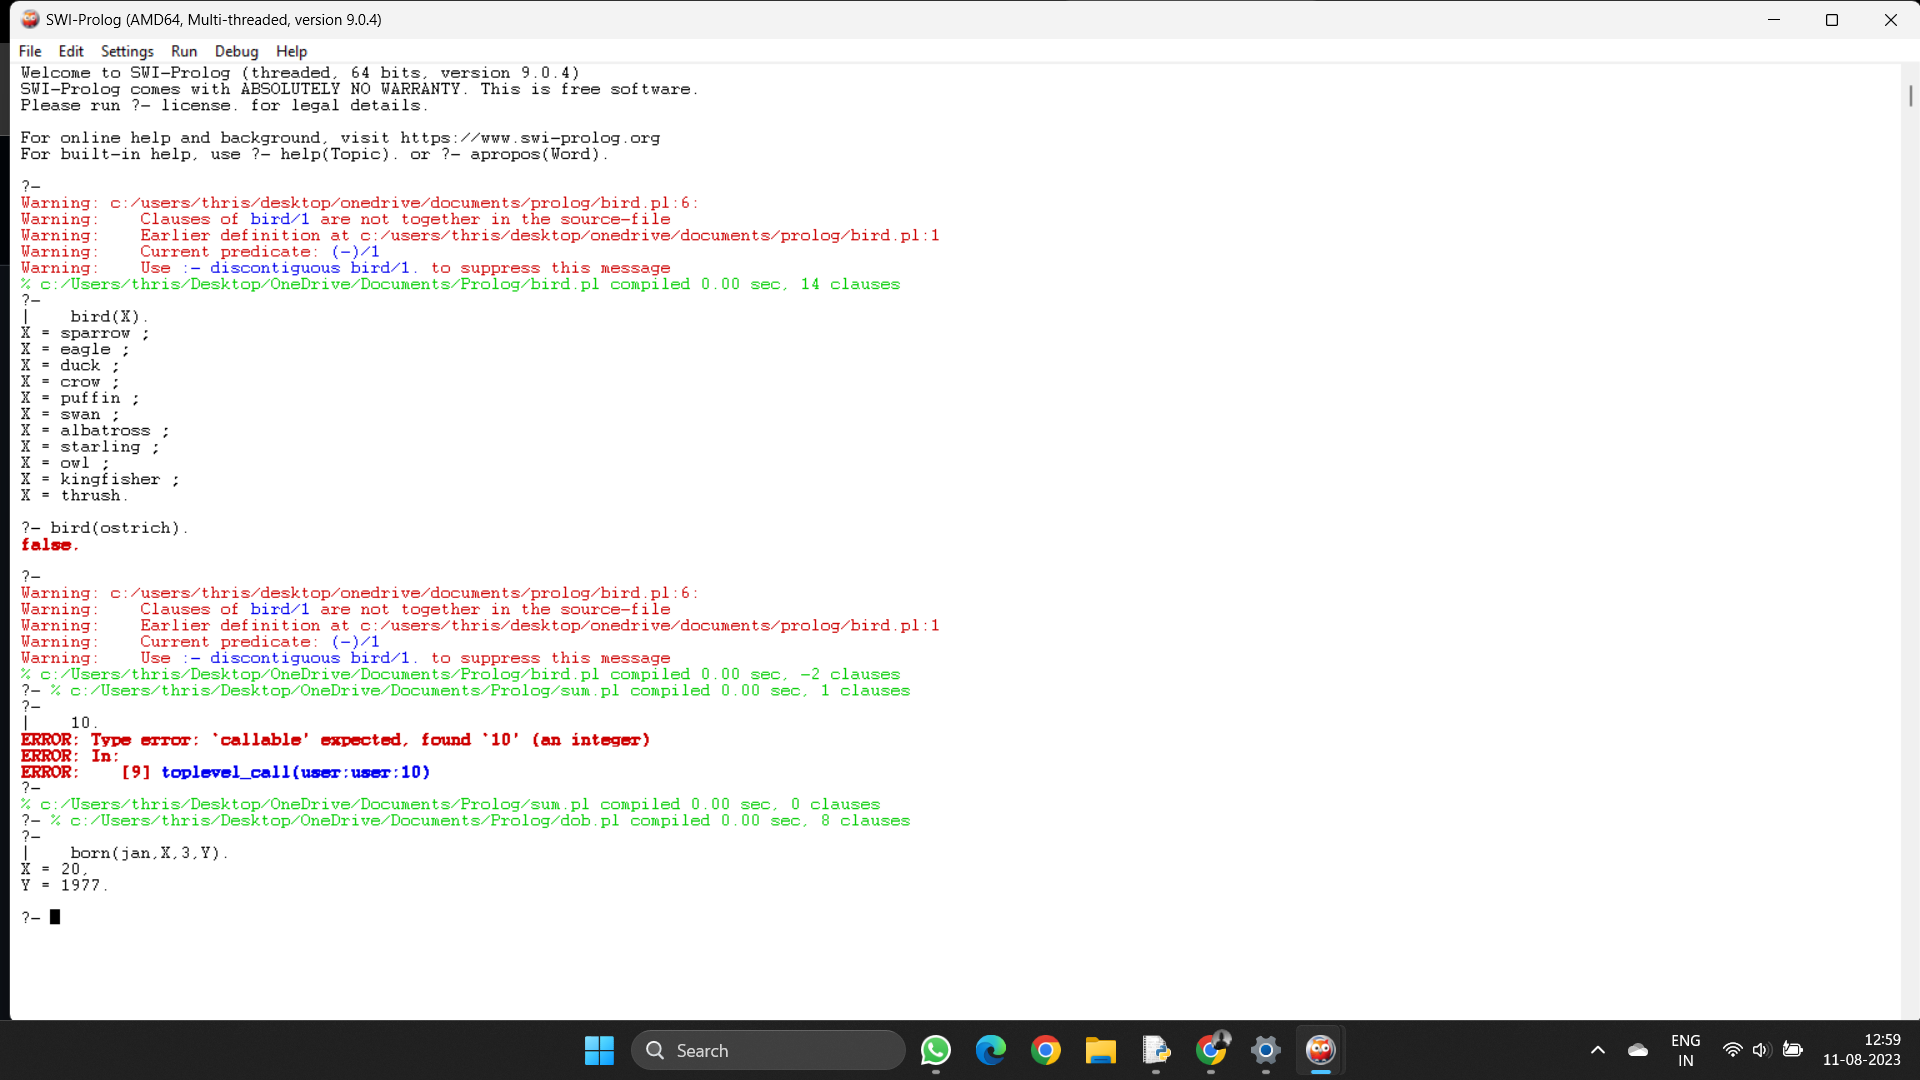 SWI-Prolog (AMD64, Multi-threaded, version 9.0.4)
File Edit Settings Run Debug Help
Welcome to SWI-Prolog (threaded, 64 bits, version 9.0.4)
SWI-Prolog comes with ABSOLUTELY NO WARRANTY. This is free software.
Please run ?- license. for legal details.
For online help and background, visit https://www.swi-prolog.org
For built-in help, use ?- help(Topic). or ?- apropos(Word).
?-
Warning: c:/users/thris/desktop/onedrive/documents/prolog/bird.pl:6:
Warning:    Clauses of bird/1 are not together in the source-file
Warning:    Earlier definition at c:/users/thris/desktop/onedrive/documents/prolog/bird.pl:1
Warning:    Current predicate: (-)/1
Warning:    Use :- discontiguous bird/1. to suppress this message
% c:/Users/thris/Desktop/OneDrive/Documents/Prolog/bird.pl compiled 0.00 sec, 14 clauses
?-
|    bird(X).
X = sparrow ;
X = eagle ;
X = duck ;
X = crow ;
X = puffin ;
X = swan ;
X = albatross ;
X = starling ;
X = owl ;
X = kingfisher ;
X = thrush.
?- bird(ostrich).
false.
?-
Warning: c:/users/thris/desktop/onedrive/documents/prolog/bird.pl:6:
Warning:    Clauses of bird/1 are not together in the source-file
Warning:    Earlier definition at c:/users/thris/desktop/onedrive/documents/prolog/bird.pl:1
Warning:    Current predicate: (-)/1
Warning:    Use :- discontiguous bird/1. to suppress this message
% c:/Users/thris/Desktop/OneDrive/Documents/Prolog/bird.pl compiled 0.00 sec, -2 clauses
?- % c:/Users/thris/Desktop/OneDrive/Documents/Prolog/sum.pl compiled 0.00 sec, 1 clauses
?-
|    10.
ERROR: Type error: `callable' expected, found `10' (an integer)
ERROR: In:
ERROR:    [9] toplevel_call(user:user:10)
?-
% c:/Users/thris/Desktop/OneDrive/Documents/Prolog/sum.pl compiled 0.00 sec, 0 clauses
?- % c:/Users/thris/Desktop/OneDrive/Documents/Prolog/dob.pl compiled 0.00 sec, 8 clauses
?-
|    born(jan,X,3,Y).
X = 20,
Y = 1977.
?-
Search
ENG
IN
12:59
11-08-2023